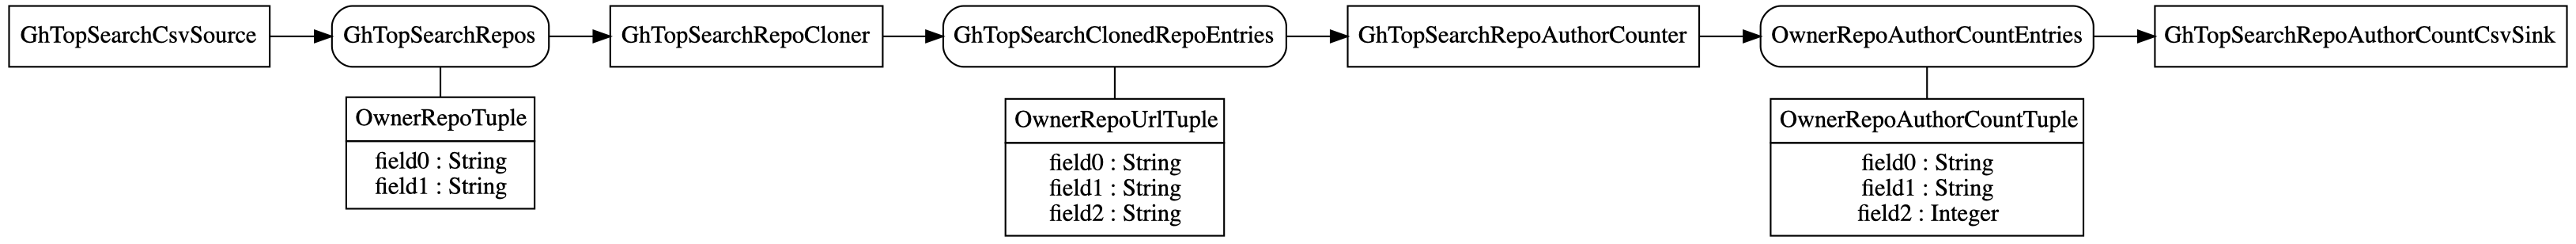 GhTopSearchCsvSource
GhTopSearchRepos
GhTopSearchRepoCloner
GhTopSearchClonedRepoEntries
GhTopSearchRepoAuthorCounter
OwnerRepoAuthorCountEntries
GhTopSearchRepoAuthorCountCsvSink
OwnerRepoTuple
field0 : String
field1 : String
OwnerRepoUrlTuple
field0 : String
field1 : String
field2 : String
OwnerRepoAuthorCountTuple
field0 : String
field1 : String
field2 : Integer